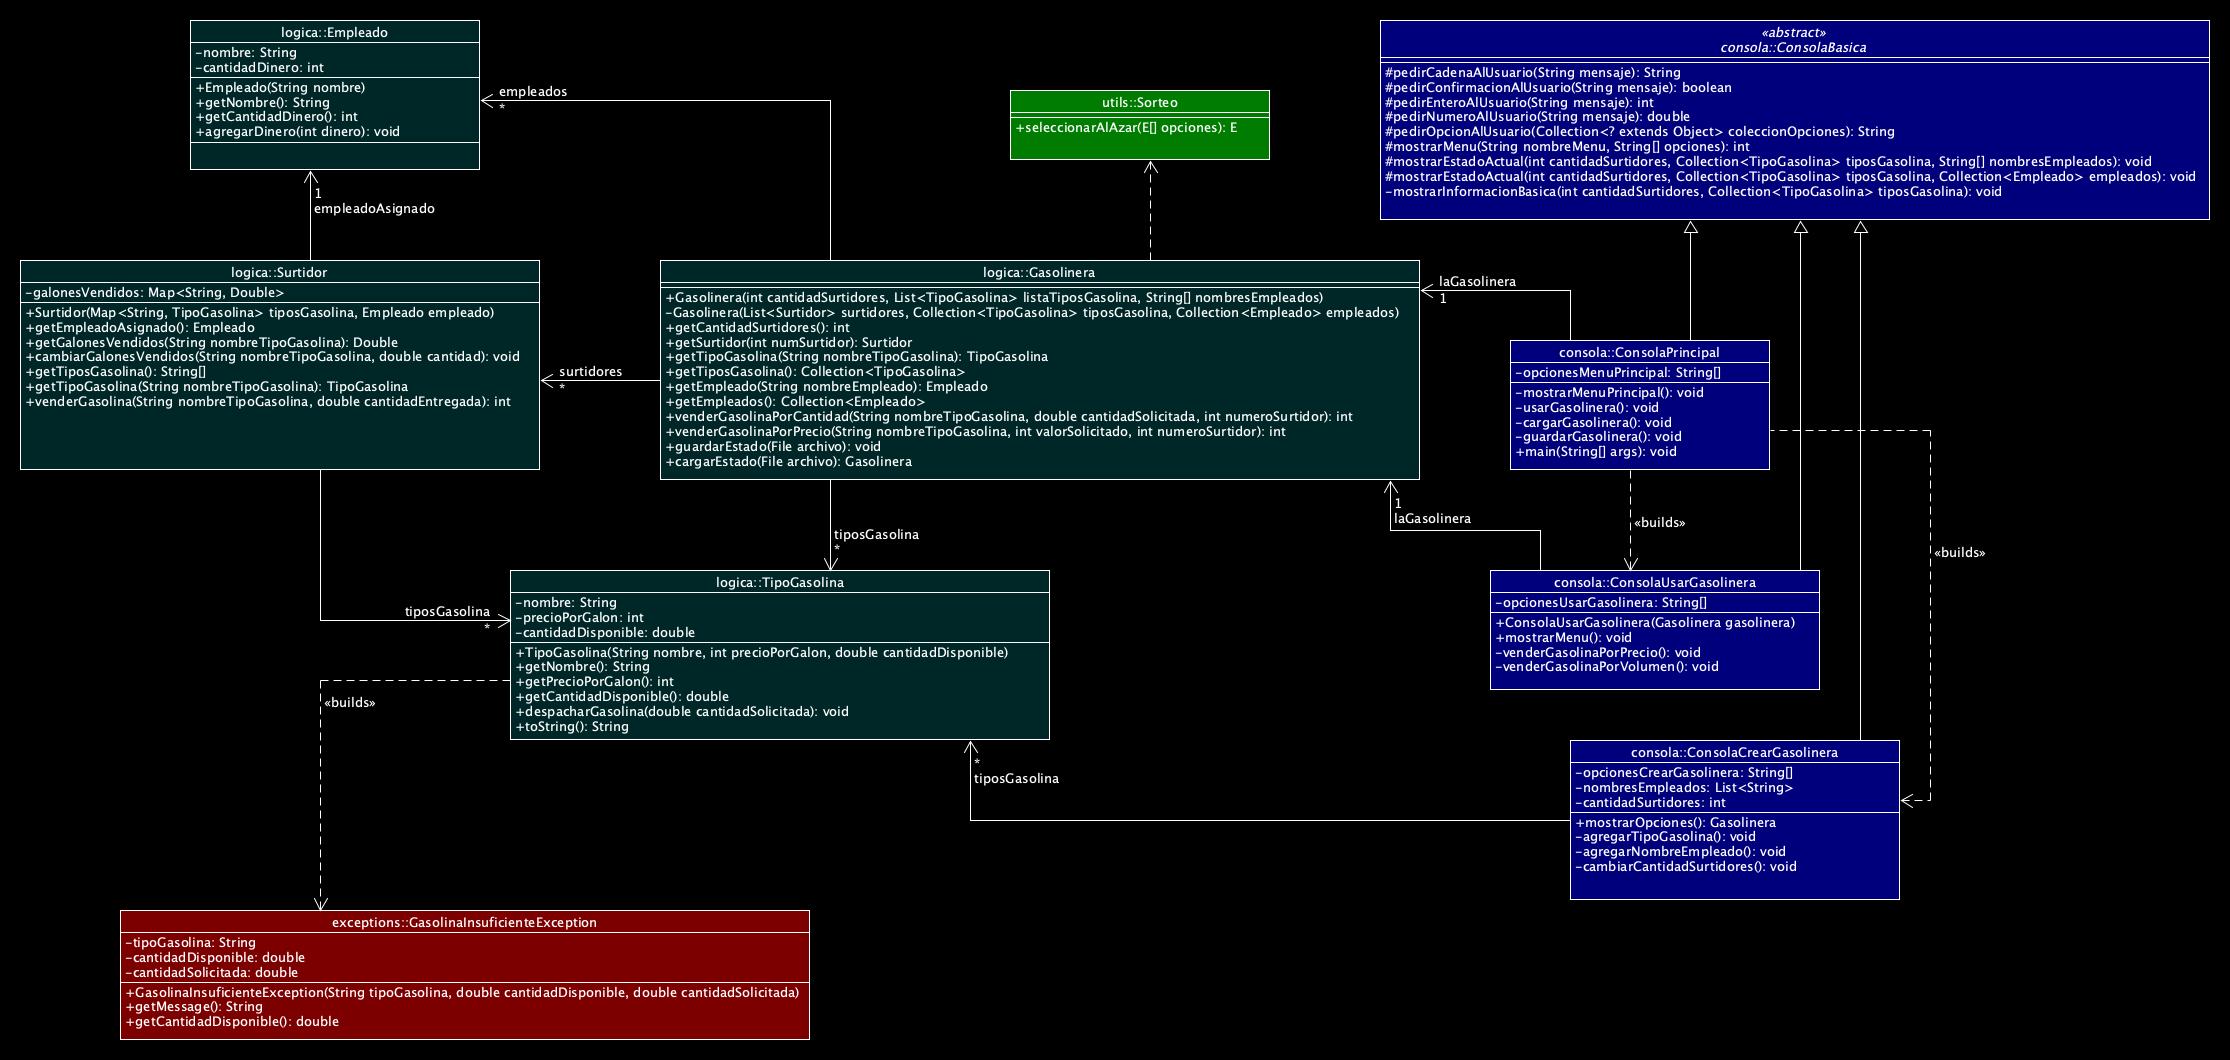 logica::Empleado
-nombre: String
-cantidadDinero: int
+Empleado(String nombre)
+getNombre(): String
+getCantidadDinero(): int
+agregarDinero(int dinero): void
empleados
*
1
empleadoAsignado
utils::Sorteo
+seleccionarAlAzar(E[] opciones): E
«abstract»
consola::ConsolaBasica
#pedirCadenaAlUsuario(String mensaje): String
#pedirConfirmacionAlUsuario(String mensaje): boolean
#pedirEnteroAlUsuario(String mensaje): int
#pedirNumeroAlUsuario(String mensaje): double
#pedirOpcionAlUsuario(Collection<? extends Object> coleccionOpciones): String
#mostrarMenu(String nombreMenu, String[] opciones): int
#mostrarEstadoActual(int cantidadSurtidores, Collection<TipoGasolina> tiposGasolina, String[] nombresEmpleados): void
#mostrarEstadoActual(int cantidadSurtidores, Collection<TipoGasolina> tiposGasolina, Collection<Empleado> empleados): void
-mostrarInformacionBasica(int cantidadSurtidores, Collection<TipoGasolina> tiposGasolina): void
logica::Surtidor
-galonesVendidos: Map<String, Double>
+Surtidor(Map<String, TipoGasolina> tiposGasolina, Empleado empleado)
+getEmpleadoAsignado(): Empleado
+getGalonesVendidos(String nombreTipoGasolina): Double
+cambiarGalonesVendidos(String nombreTipoGasolina, double cantidad): void
+getTiposGasolina(): String[]
+getTipoGasolina(String nombreTipoGasolina): TipoGasolina
+venderGasolina(String nombreTipoGasolina, double cantidadEntregada): int
surtidores
*
logica::Gasolinera
+Gasolinera(int cantidadSurtidores, List<TipoGasolina> listaTiposGasolina, String[] nombresEmpleados)
-Gasolinera(List<Surtidor> surtidores, Collection<TipoGasolina> tiposGasolina, Collection<Empleado> empleados)
+getCantidadSurtidores(): int
+getSurtidor(int numSurtidor): Surtidor
+getTipoGasolina(String nombreTipoGasolina): TipoGasolina
+getTiposGasolina(): Collection<TipoGasolina>
+getEmpleado(String nombreEmpleado): Empleado
+getEmpleados(): Collection<Empleado>
+venderGasolinaPorCantidad(String nombreTipoGasolina, double cantidadSolicitada, int numeroSurtidor): int
+venderGasolinaPorPrecio(String nombreTipoGasolina, int valorSolicitado, int numeroSurtidor): int
+guardarEstado(File archivo): void
+cargarEstado(File archivo): Gasolinera
laGasolinera
1
consola::ConsolaPrincipal
-opcionesMenuPrincipal: String[]
-mostrarMenuPrincipal(): void
-usarGasolinera(): void
-cargarGasolinera(): void
-guardarGasolinera(): void
+main(String[] args): void
1
laGasolinera
«builds»
«builds»
tiposGasolina
*
tiposGasolina
*
logica::TipoGasolina
-nombre: String
-precioPorGalon: int
-cantidadDisponible: double
+TipoGasolina(String nombre, int precioPorGalon, double cantidadDisponible)
+getNombre(): String
+getPrecioPorGalon(): int
+getCantidadDisponible(): double
+despacharGasolina(double cantidadSolicitada): void
+toString(): String
consola::ConsolaUsarGasolinera
-opcionesUsarGasolinera: String[]
+ConsolaUsarGasolinera(Gasolinera gasolinera)
+mostrarMenu(): void
-venderGasolinaPorPrecio(): void
-venderGasolinaPorVolumen(): void
«builds»
*
tiposGasolina
consola::ConsolaCrearGasolinera
-opcionesCrearGasolinera: String[]
-nombresEmpleados: List<String>
-cantidadSurtidores: int
+mostrarOpciones(): Gasolinera
-agregarTipoGasolina(): void
-agregarNombreEmpleado(): void
-cambiarCantidadSurtidores(): void
exceptions::GasolinaInsuficienteException
-tipoGasolina: String
-cantidadDisponible: double
-cantidadSolicitada: double
+GasolinaInsuficienteException(String tipoGasolina, double cantidadDisponible, double cantidadSolicitada)
+getMessage(): String
+getCantidadDisponible(): double